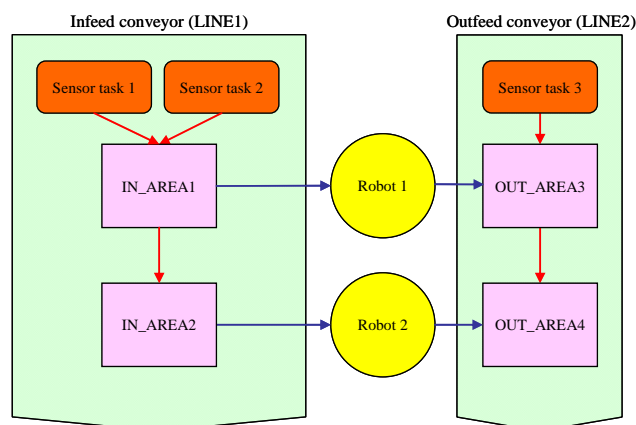 Infeed conveyor (LINE1)
Outfeed conveyor (LINE2)
Sensor task 1
Sensor task 2
Sensor task 3
IN_AREA1
Robot 1
OUT_AREA3
IN_AREA2
Robot 2
OUT_AREA4